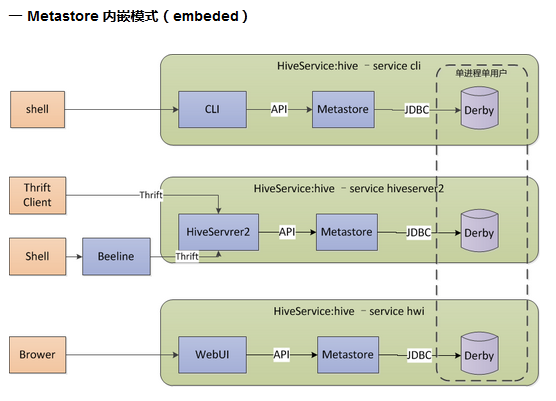 一 Metastore 内嵌模式 ( embeded )
HiveService:hive – service cli
单进程单用户
shell
CLI
API
Metastore
JDBC
Derby
HiveService:hive – service hiveserver2
Thrift
Client
Thrift
HiveServrer2
API
Metastore
JDBC
Derby
Shell
Beeline
Thrift
HiveService:hive – service hwi
Brower
WebUI
API
Metastore
JDBC
Derby